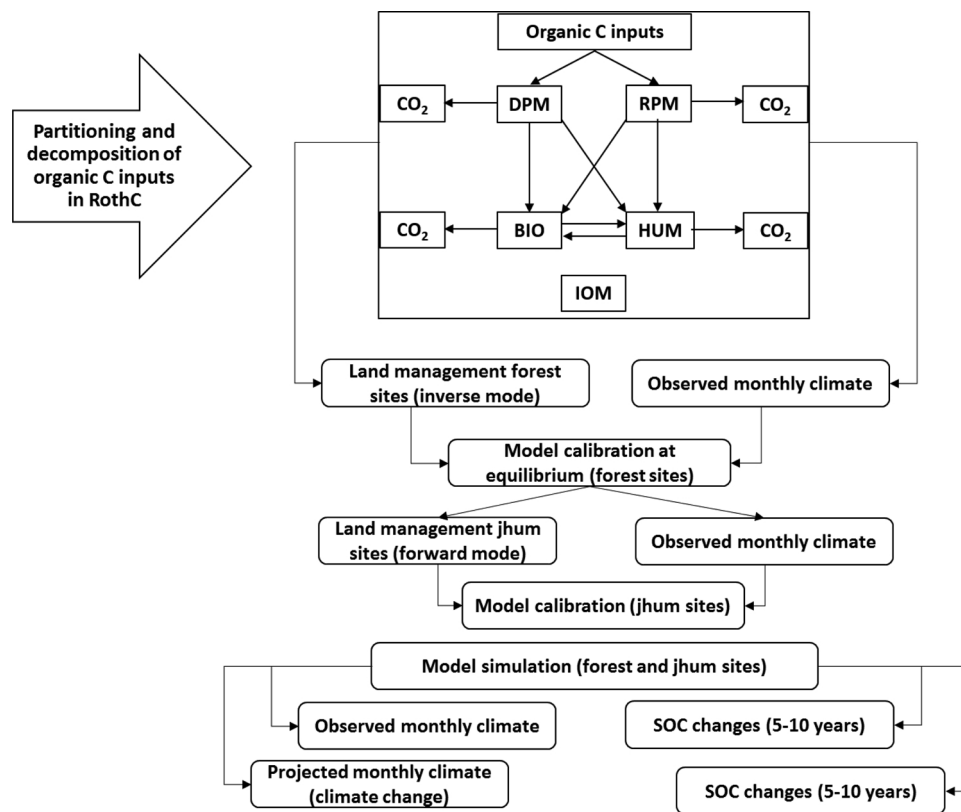 Organic C inputs
CO2
DPM
RPM
CO2
Partitioning and
decomposition of
organic C inputs
in RothC
CO2
BIO
HUM
CO2
IOM
Land management forest
sites (inverse mode)
Observed monthly climate
Model calibration at
equilibrium (forest sites)
Land management jhum
sites (forward mode)
Observed monthly climate
Model calibration (jhum sites)
Model simulation (forest and jhum sites)
Observed monthly climate
SOC changes (5-10 years)
Projected monthly climate
(climate change)
SOC changes (5-10 years)